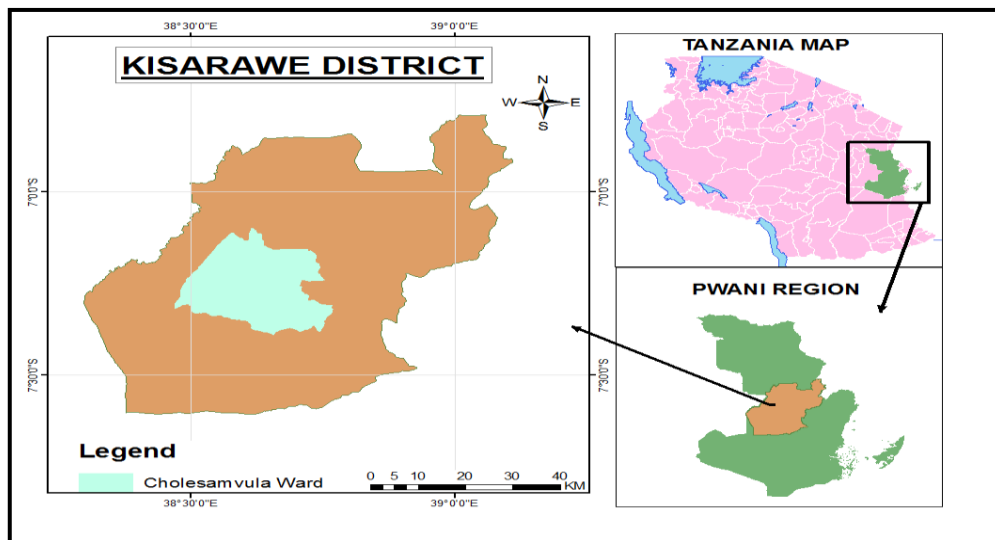 38°30'0"E
39°0'0"E
KISARAWE DISTRICT
N
W E
S
7°0'0"S
7°30'0"S
Legend
Cholesamvula Ward
0 5 10 20 30 40
KM
38°30'0"E
39°0'0"E
TANZANIA MAP
7°0'0"S
PWANI REGION
7°30'0"S